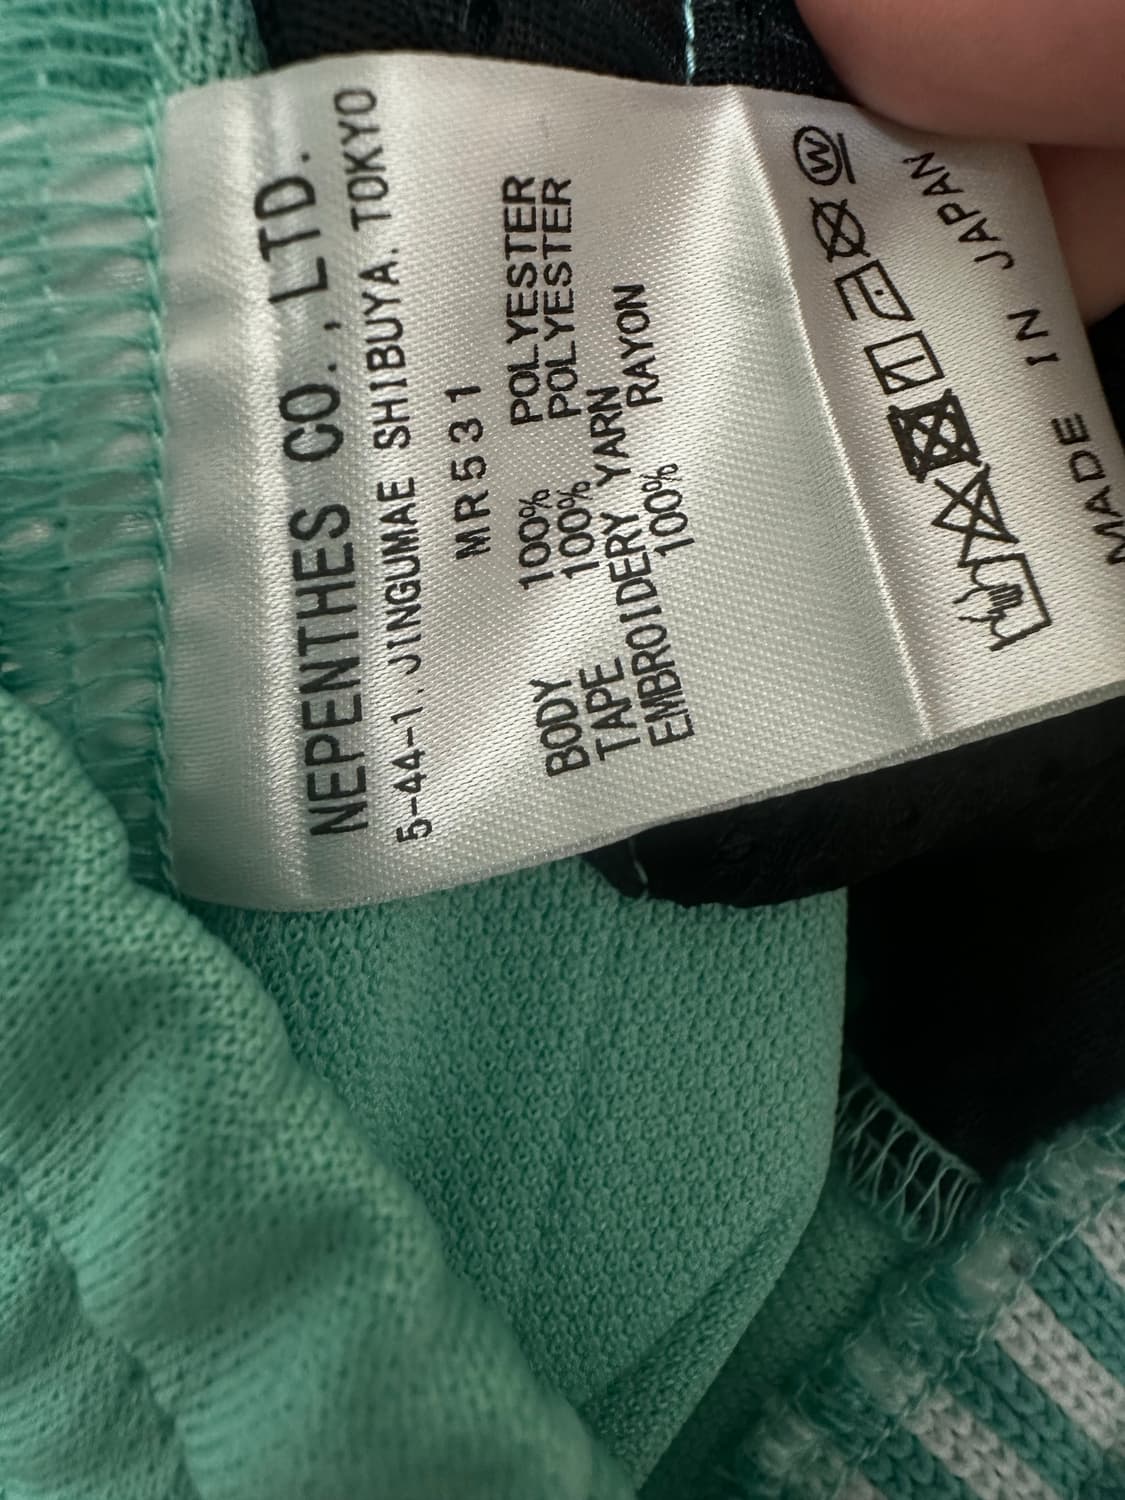 NEPENTHES CO., LTD.
5-44-1. JINGUMAE SHIBUYA. TOKYO
MR531
BODY 100% POLYESTER
TAPE 100% POLYESTER
EMBROIDERY YARN
100% RAYON
W
MADE IN JAPAN